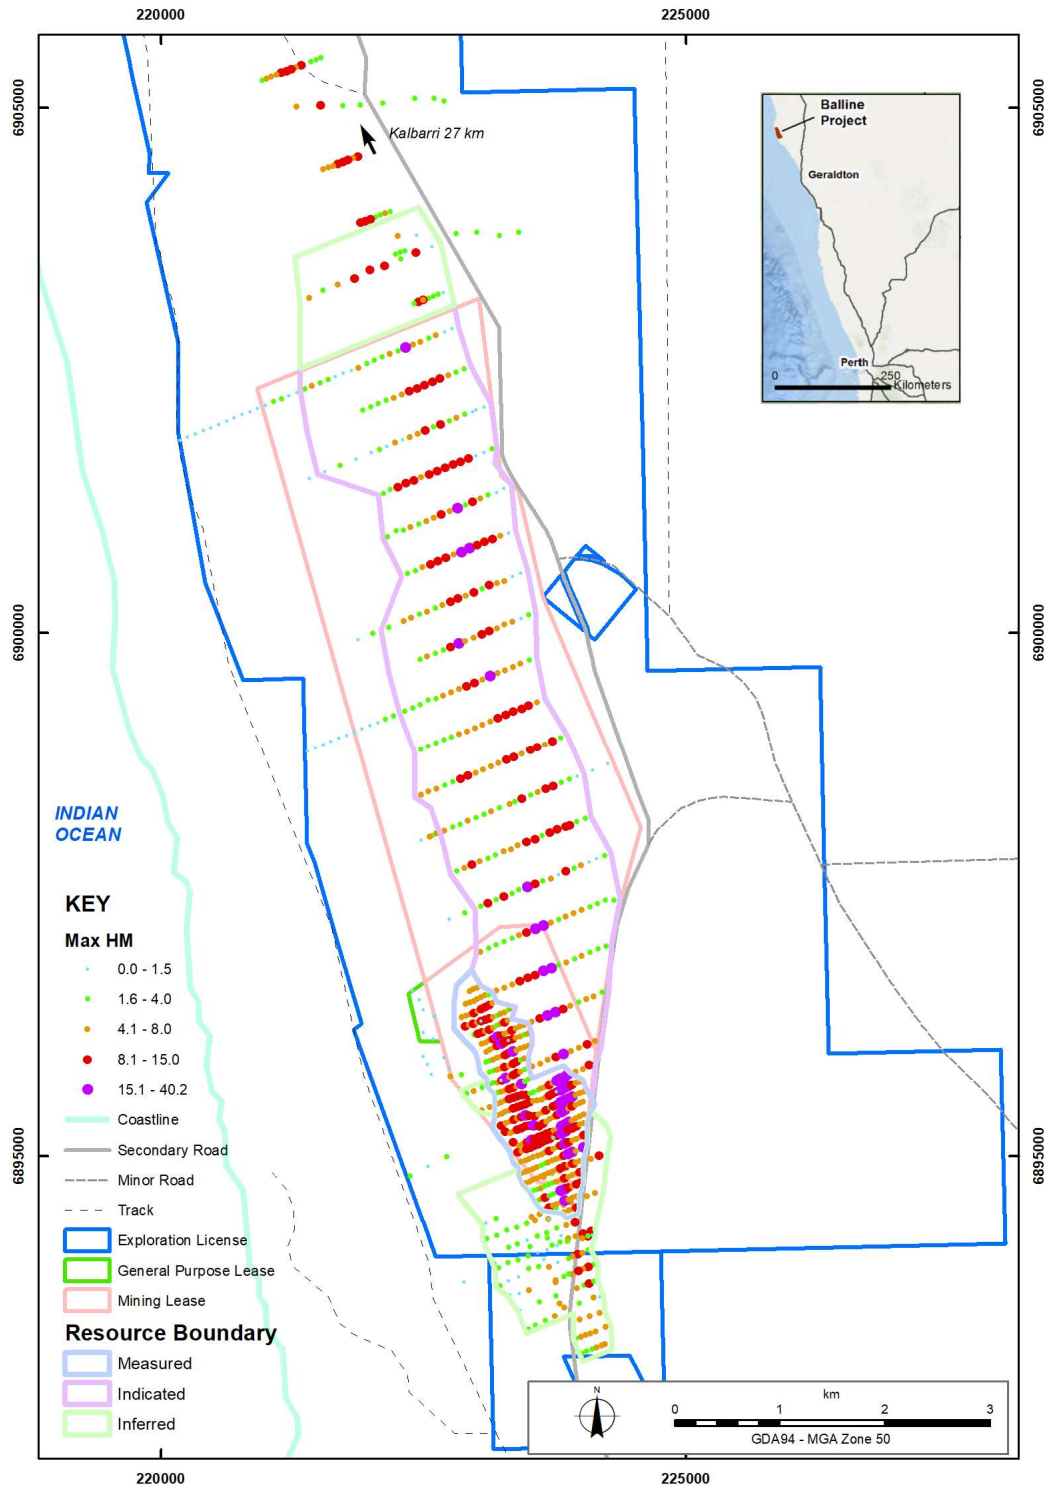 220000
225000
6905000
6905000
Kalbarri 27 km
Balline
Project
Geraldton
Perth
0
250
Kilometers
6900000
6900000
INDIAN
OCEAN
KEY
Max HM
0.0 - 1.5
1.6 - 4.0
4.1 - 8.0
8.1 - 15.0
15.1 - 40.2
Coastline
Secondary Road
Minor Road
Track
Exploration License
General Purpose Lease
Mining Lease
Resource Boundary
Measured
Indicated
Inferred
6895000
6895000
N
km
0 1 2 3
GDA94 - MGA Zone 50
220000
225000